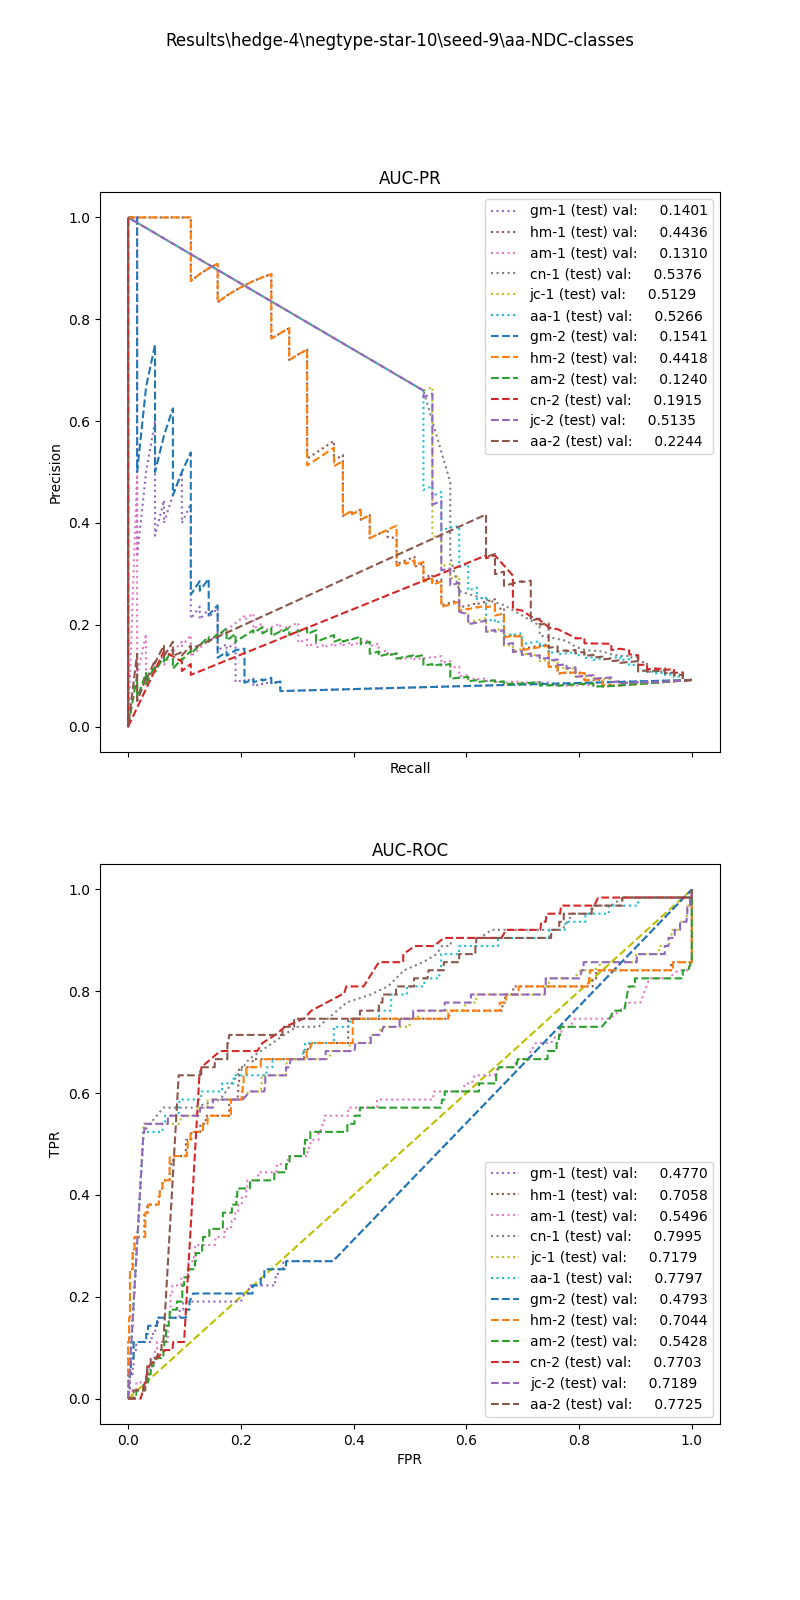 Results\hedge-4\negtype-star-10\seed-9\aa-NDC-classes
AUC-PR
1.0
0.8
0.6
0.4
0.2
0.0
Precision
Recall
gm-1 (test) val: 0.1401
hm-1 (test) val: 0.4436
am-1 (test) val: 0.1310
cn-1 (test) val: 0.5376
jc-1 (test) val: 0.5129
aa-1 (test) val: 0.5266
gm-2 (test) val: 0.1541
hm-2 (test) val: 0.4418
am-2 (test) val: 0.1240
cn-2 (test) val: 0.1915
jc-2 (test) val: 0.5135
aa-2 (test) val: 0.2244
AUC-ROC
1.0
0.8
0.6
0.4
0.2
0.0
TPR
gm-1 (test) val: 0.4770
hm-1 (test) val: 0.7058
am-1 (test) val: 0.5496
cn-1 (test) val: 0.7995
jc-1 (test) val: 0.7179
aa-1 (test) val: 0.7797
gm-2 (test) val: 0.4793
hm-2 (test) val: 0.7044
am-2 (test) val: 0.5428
cn-2 (test) val: 0.7703
jc-2 (test) val: 0.7189
aa-2 (test) val: 0.7725
0.0 0.2 0.4 0.6 0.8 1.0
FPR